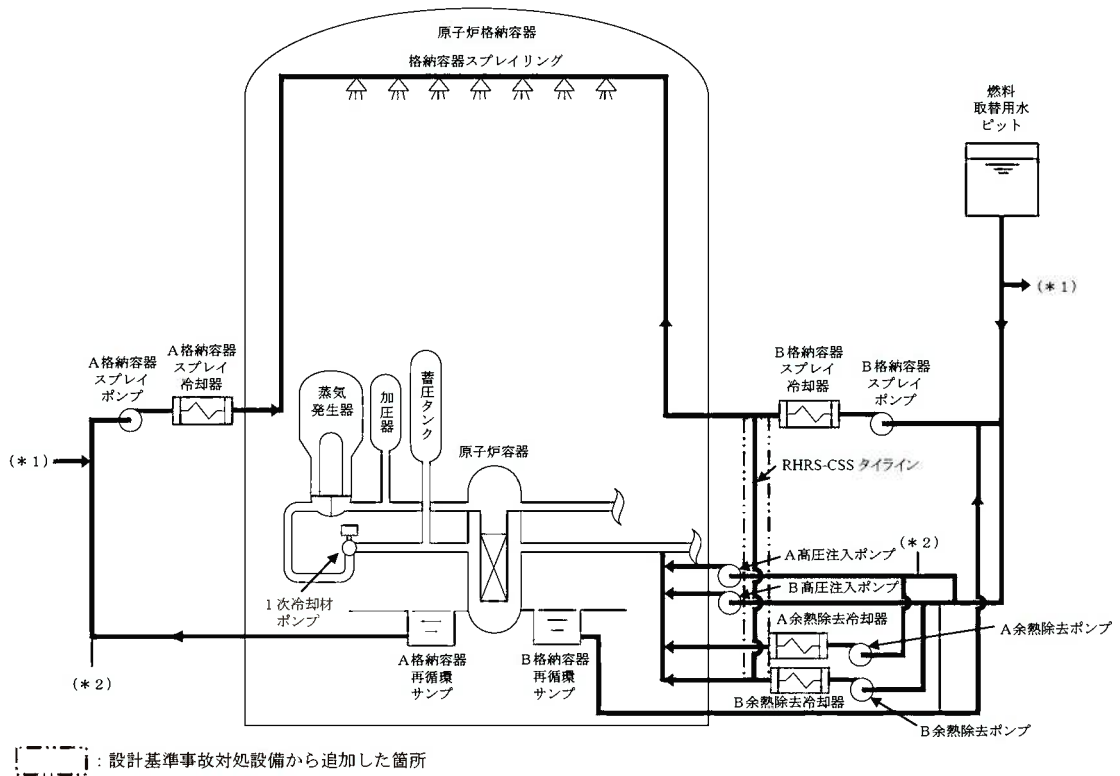 原子炉格納容器
格納容器スプレイリング
燃料
取替用水
ピット
(*1)
A格納容器
スプレイ
ポンプ
A格納容器
スプレイ
冷却器
B格納容器
スプレイ
冷却器
B格納容器
スプレイ
ポンプ
蒸気
発生器
加圧器
蓄圧タンク
原子炉容器
(*1)
RHRS-CSS タイライン
(*2)
A高圧注入ポンプ
B高圧注入ポンプ
1次冷却材
ポンプ
A余熱除去冷却器
A余熱除去ポンプ
(*2)
A格納容器
再循環
サンプ
B格納容器
再循環
サンプ
B余熱除去冷却器
B余熱除去ポンプ
:設計基準事故対処設備から追加した箇所